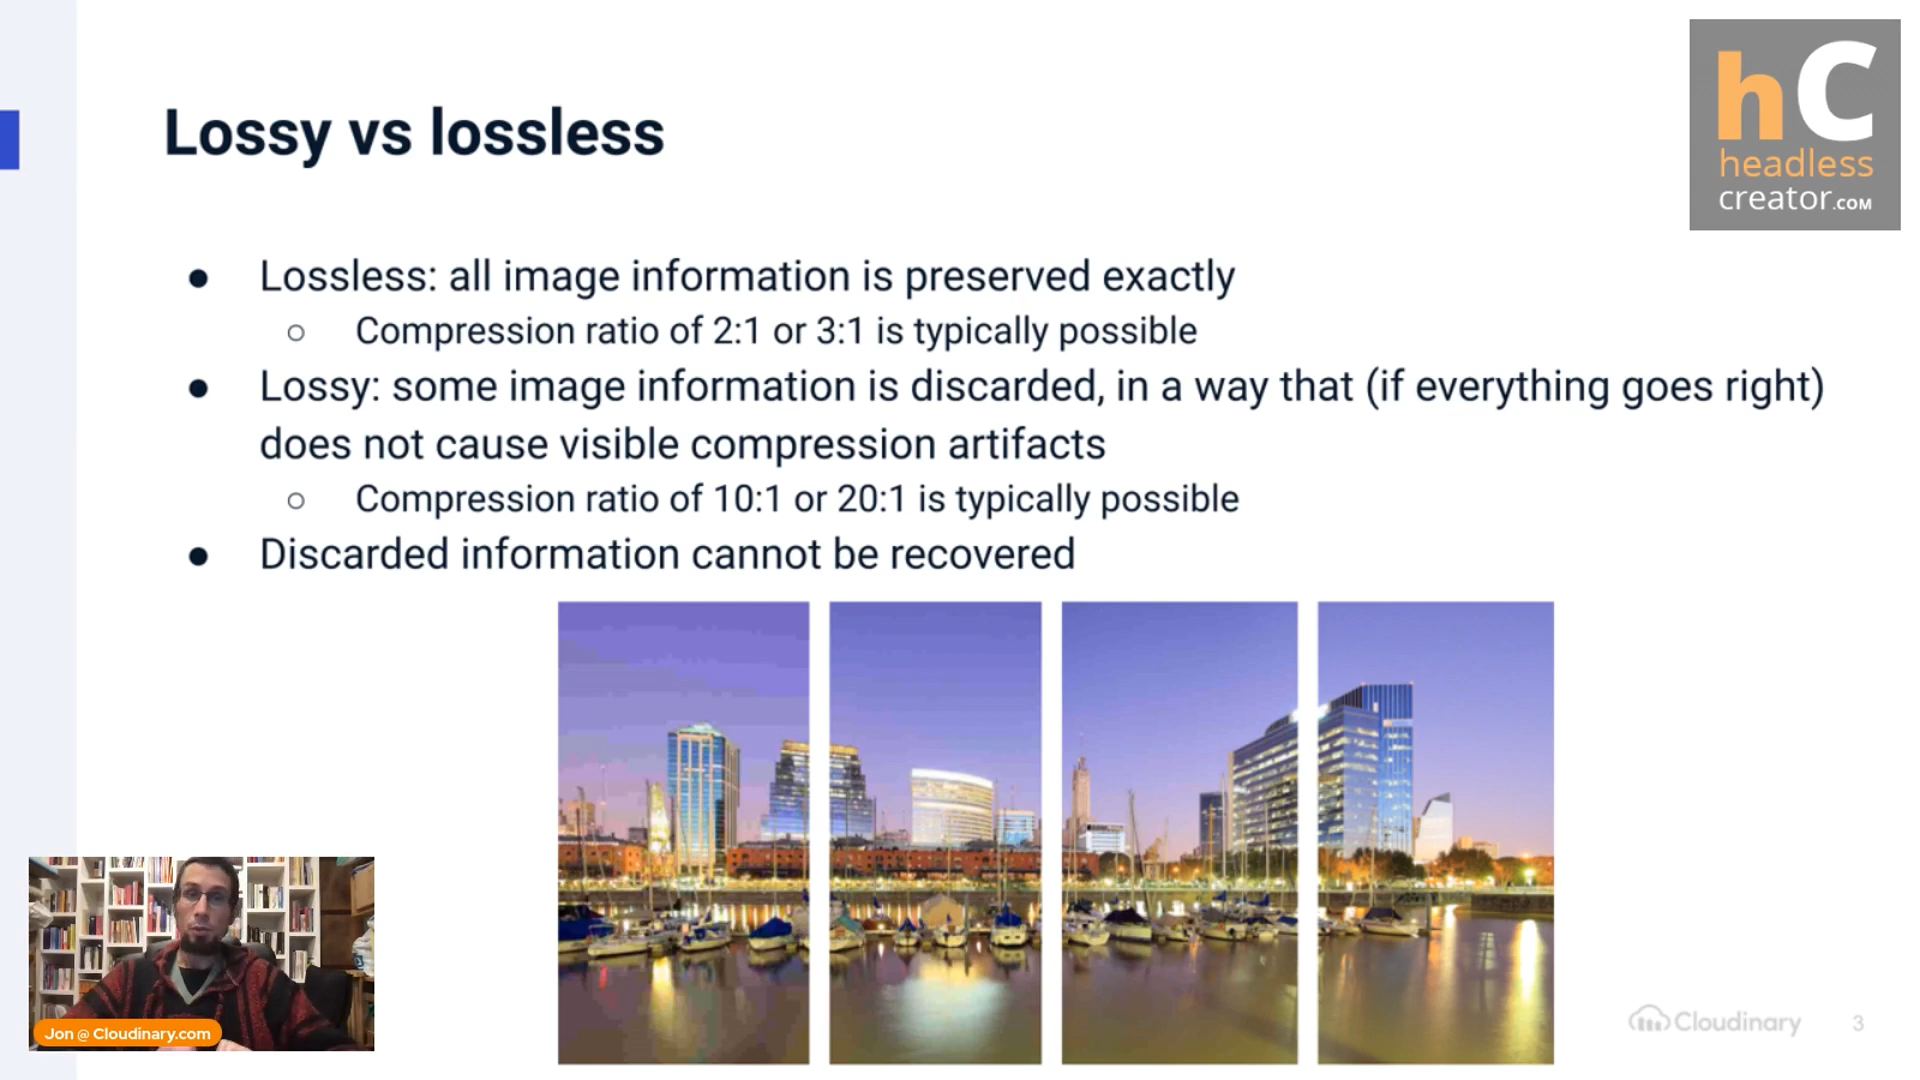 Lossy vs lossless
hC
headless
creator.COM
● Lossless: all image information is preserved exactly
○ Compression ratio of 2:1 or 3:1 is typically possible
● Lossy: some image information is discarded, in a way that (if everything goes right)
does not cause visible compression artifacts
○ Compression ratio of 10:1 or 20:1 is typically possible
● Discarded information cannot be recovered
Jon @ Cloudinary.com
Cloudinary
3